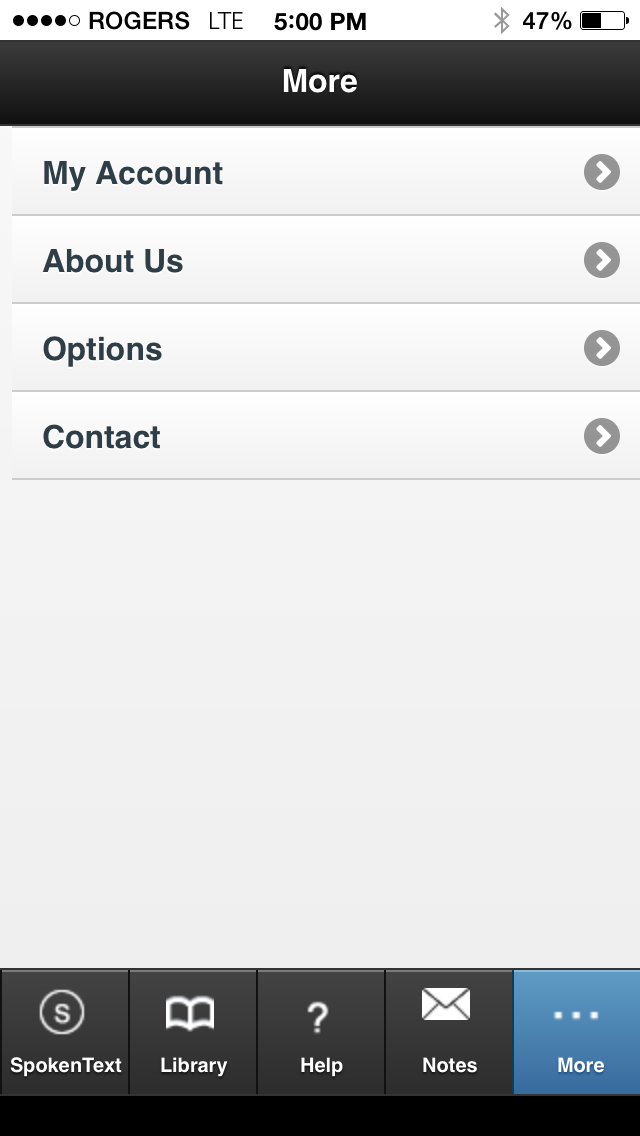 ROGERS LTE 5:00 PM 47%
More
My Account
About Us
Options
Contact
S ?
SpokenText Library Help Notes More